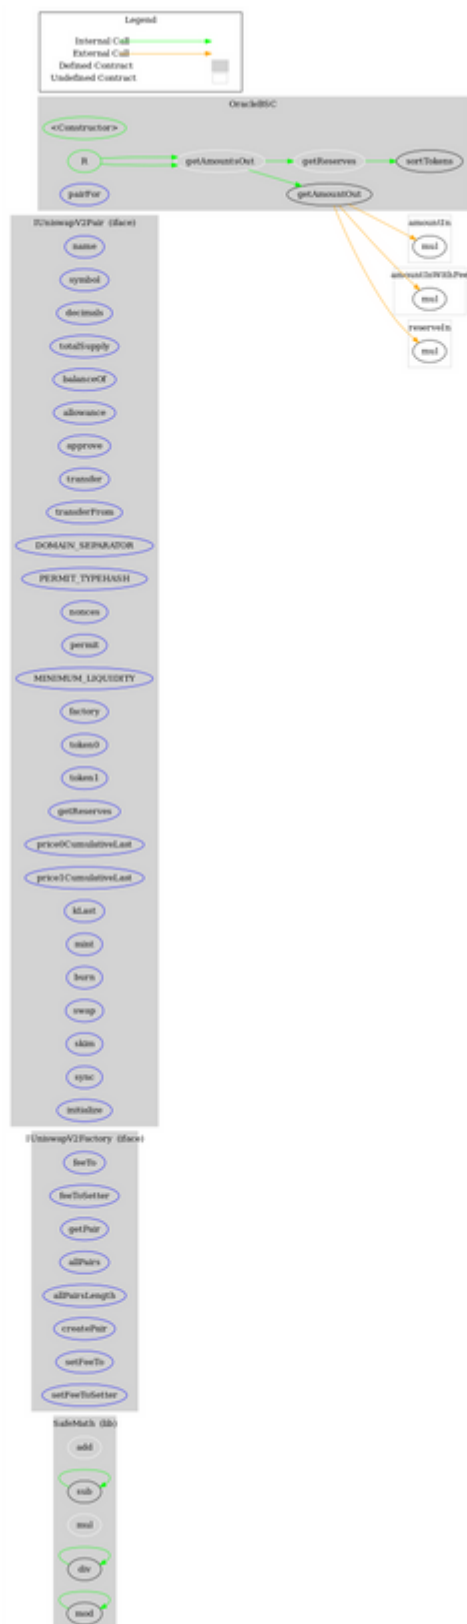 Legend
Internal Call
External Call
Defined Contract
Undefined Contract
OracleBSC
<Constructor>
R
getAmountsOut
getReserves
sortTokens
pairFor
getAmountOut
IUniswapV2Pair (iface)
amountIn
name
mul
symbol
amountInWithFee
mul
decimals
reserveIn
totalSupply
mul
balanceOf
allowance
approve
transfer
transferFrom
DOMAIN_SEPARATOR
PERMIT_TYPEHASH
nonces
permit
MINIMUM_LIQUIDITY
factory
token0
token1
getReserves
price0CumulativeLast
price1CumulativeLast
kLast
mint
burn
swap
skim
sync
initialize
IUniswapV2Factory (iface)
feeTo
feeToSetter
getPair
allPairs
allPairsLength
createPair
setFeeTo
setFeeToSetter
SafeMath (lib)
add
sub
mul
div
mod